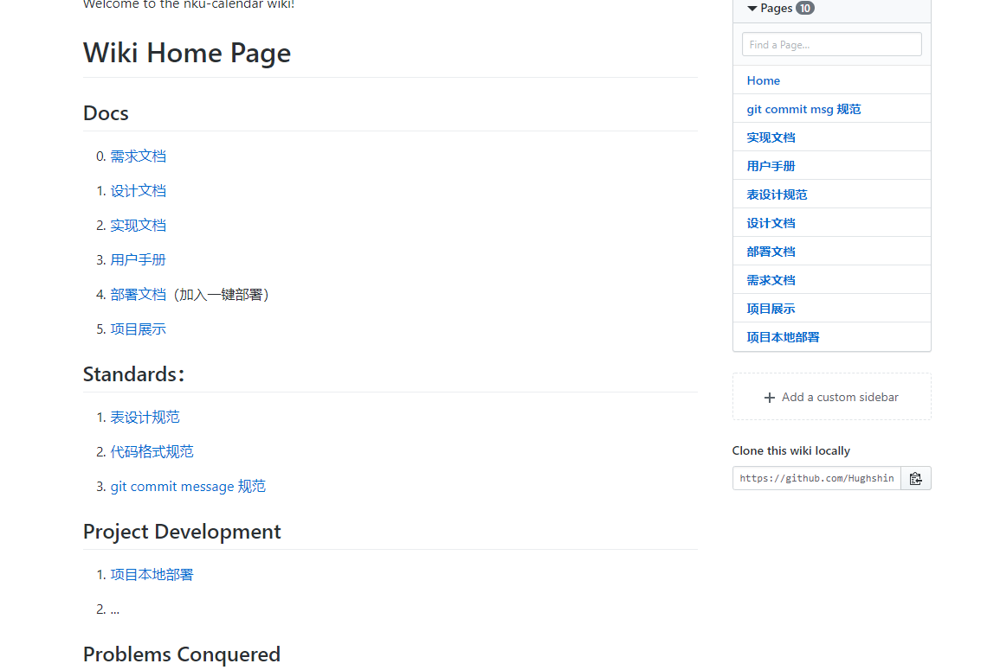 Welcome to the nku-calendar wiki!
Wiki Home Page
Docs
0. 需求文档
1. 设计文档
2. 实现文档
3. 用户手册
4. 部署文档（加入一键部署）
5. 项目展示
Standards：
1. 表设计规范
2. 代码格式规范
3. git commit message 规范
Project Development
1. 项目本地部署
2. ...
Problems Conquered
Pages 10
Find a Page...
Home
git commit msg 规范
实现文档
用户手册
表设计规范
设计文档
部署文档
需求文档
项目展示
项目本地部署
Add a custom sidebar
Clone this wiki locally
https://github.com/Hughshin